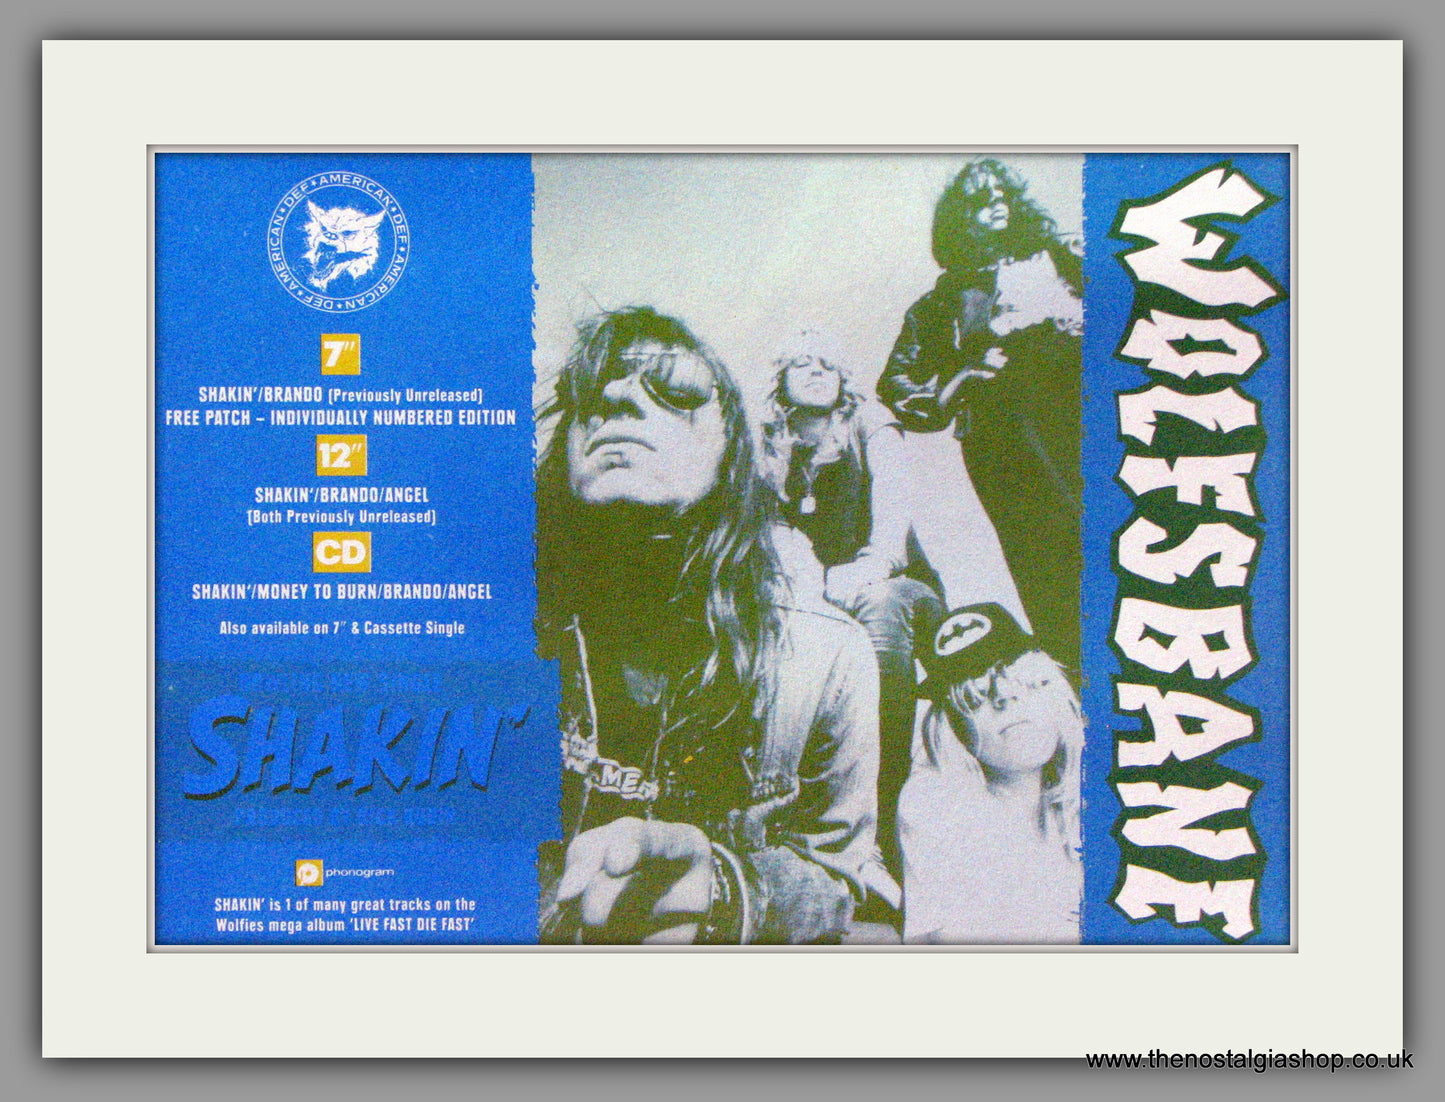 AMERICAN ★ DEF ★ AMERICAN ★ DEF ★ AMERICAN ★ DEF ★
7"
SHAKIN'/BRANDO (Previously Unreleased)
FREE PATCH – INDIVIDUALLY NUMBERED EDITION
12"
SHAKIN'/BRANDO/ANGEL
(Both Previously Unreleased)
CD
SHAKIN'/MONEY TO BURN/BRANDO/ANGEL
Also available on 7" & Cassette Single
SHAKIN'
phonogram
SHAKIN' is 1 of many great tracks on the
Wolfies mega album 'LIVE FAST DIE FAST'
WOLFSBANE
www.thenostalgiashop.co.uk